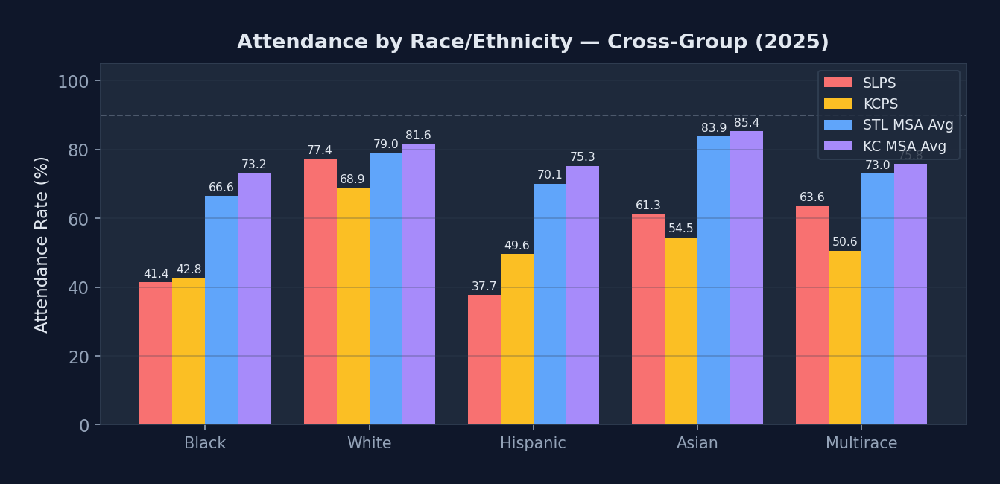 Attendance by Race/Ethnicity — Cross-Group (2025)
SLPS
KCPS
STL MSA Avg
KC MSA Avg
Attendance Rate (%)
100
80
60
40
20
0
41.4
42.8
66.6
73.2
77.4
68.9
79.0
81.6
37.7
49.6
70.1
75.3
61.3
54.5
83.9
85.4
63.6
50.6
73.0
75.8
Black
White
Hispanic
Asian
Multirace